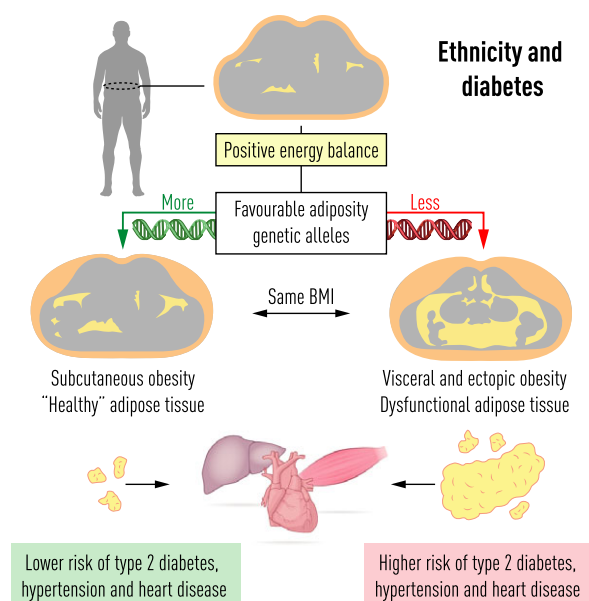 Ethnicity and
diabetes
Positive energy balance
More
Favourable adiposity
genetic alleles
Less
Same BMI
Subcutaneous obesity
"Healthy" adipose tissue
Visceral and ectopic obesity
Dysfunctional adipose tissue
Lower risk of type 2 diabetes,
hypertension and heart disease
Higher risk of type 2 diabetes,
hypertension and heart disease